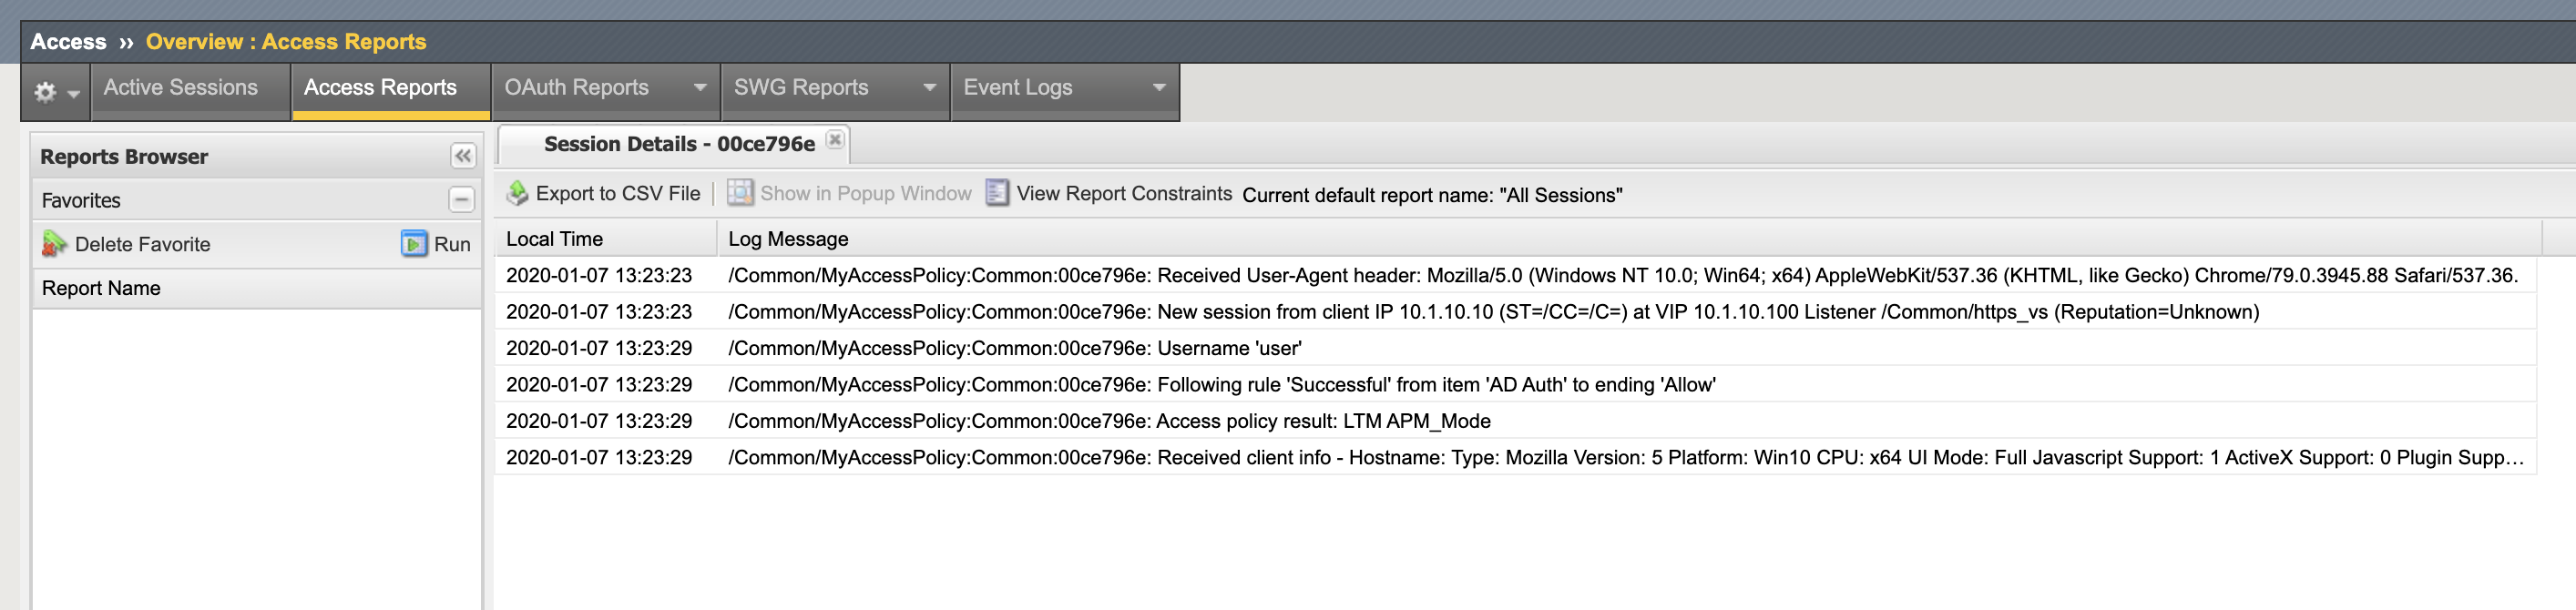 Access ›› Overview : Access Reports
Active Sessions Access Reports OAuth Reports SWG Reports Event Logs
Reports Browser
Favorites
Delete Favorite Run
Report Name
Session Details - 00ce796e
Export to CSV File Show in Popup Window View Report Constraints Current default report name: "All Sessions"
Local Time Log Message
2020-01-07 13:23:23 /Common/MyAccessPolicy:Common:00ce796e: Received User-Agent header: Mozilla/5.0 (Windows NT 10.0; Win64; x64) AppleWebKit/537.36 (KHTML, like Gecko) Chrome/79.0.3945.88 Safari/537.36.
2020-01-07 13:23:23 /Common/MyAccessPolicy:Common:00ce796e: New session from client IP 10.1.10.10 (ST=/CC=/C=) at VIP 10.1.10.100 Listener /Common/https_vs (Reputation=Unknown)
2020-01-07 13:23:29 /Common/MyAccessPolicy:Common:00ce796e: Username 'user'
2020-01-07 13:23:29 /Common/MyAccessPolicy:Common:00ce796e: Following rule 'Successful' from item 'AD Auth' to ending 'Allow'
2020-01-07 13:23:29 /Common/MyAccessPolicy:Common:00ce796e: Access policy result: LTM APM_Mode
2020-01-07 13:23:29 /Common/MyAccessPolicy:Common:00ce796e: Received client info - Hostname: Type: Mozilla Version: 5 Platform: Win10 CPU: x64 UI Mode: Full Javascript Support: 1 ActiveX Support: 0 Plugin Supp…